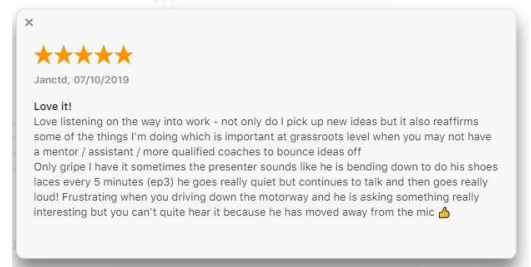 ×
★★★★★
Janctd, 07/10/2019
Love it!
Love listening on the way into work - not only do I pick up new ideas but it also reaffirms
some of the things I'm doing which is important at grassroots level when you may not have
a mentor / assistant / more qualified coaches to bounce ideas off
Only gripe I have it sometimes the presenter sounds like he is bending down to do his shoes
laces every 5 minutes (ep3) he goes really quiet but continues to talk and then goes really
loud! Frustrating when you driving down the motorway and he is asking something really
interesting but you can't quite hear it because he has moved away from the mic 👍